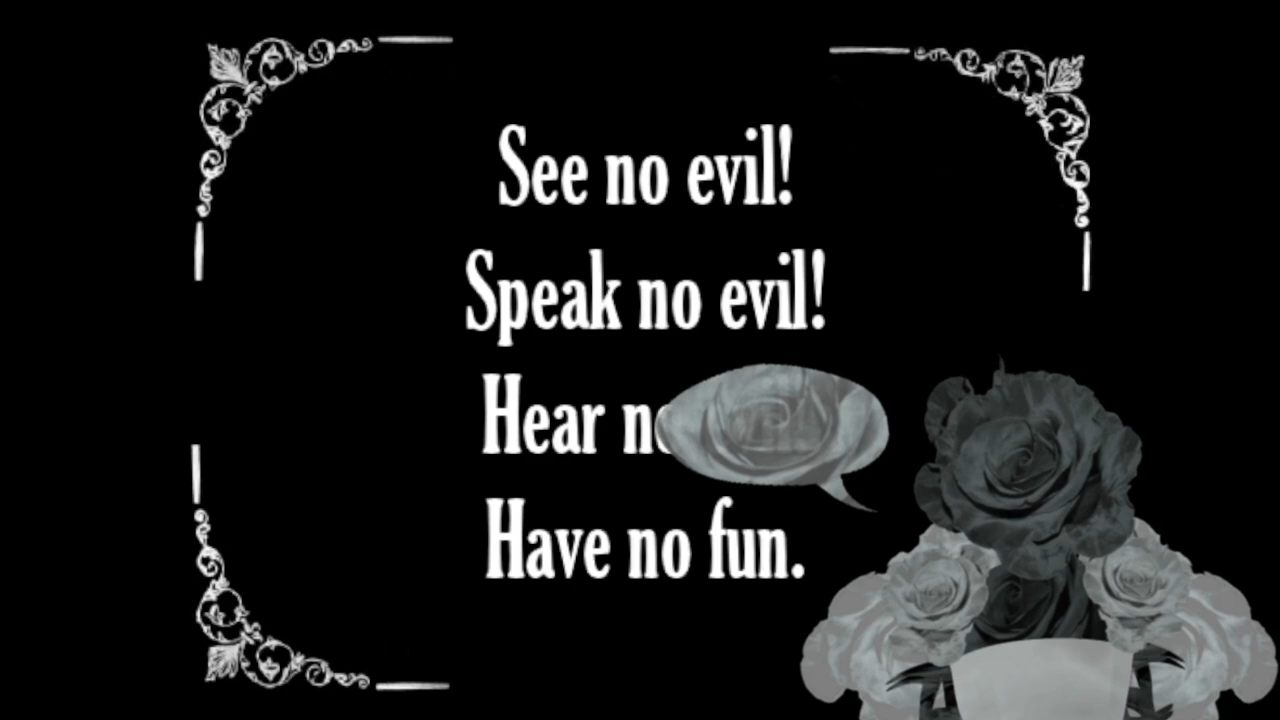 See no evil!
Speak no evil!
Hear no
Have no fun.